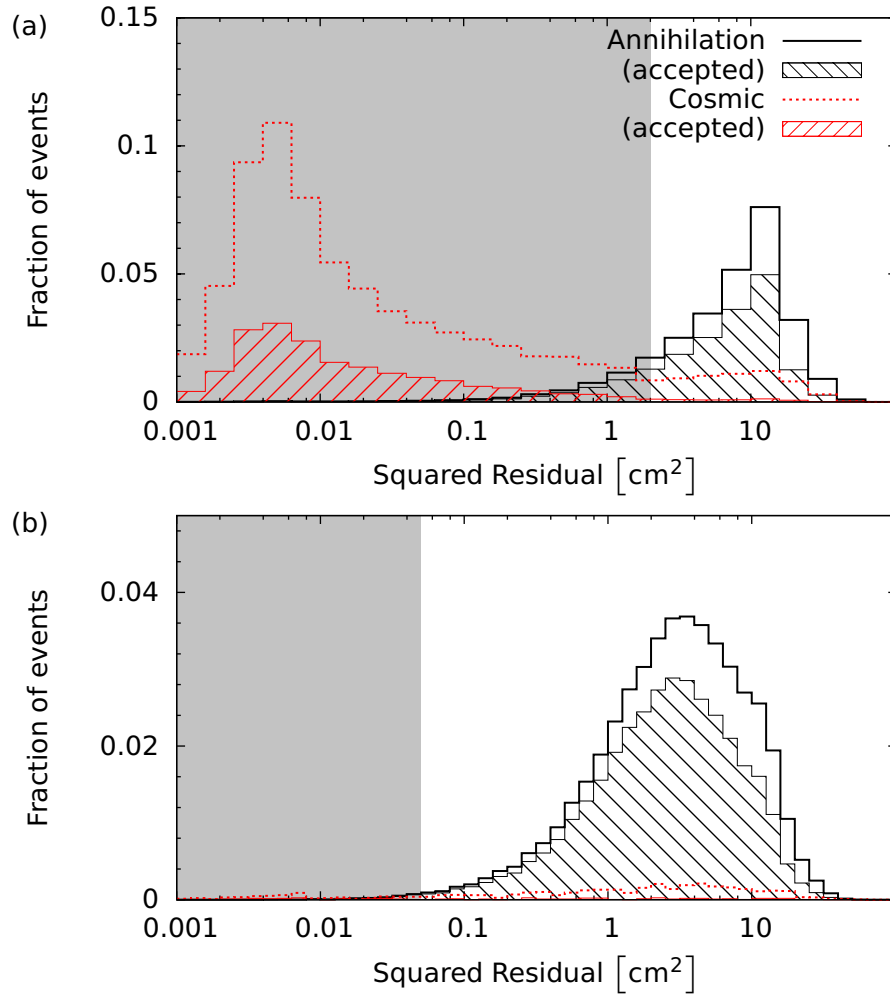 (a)
0.15
0.1
0.05
0
Fraction of events
Annihilation
(accepted)
Cosmic
(accepted)
0.001 0.01 0.1 1 10
Squared Residual [cm²]
(b)
0.04
0.02
0
Fraction of events
0.001 0.01 0.1 1 10
Squared Residual [cm²]